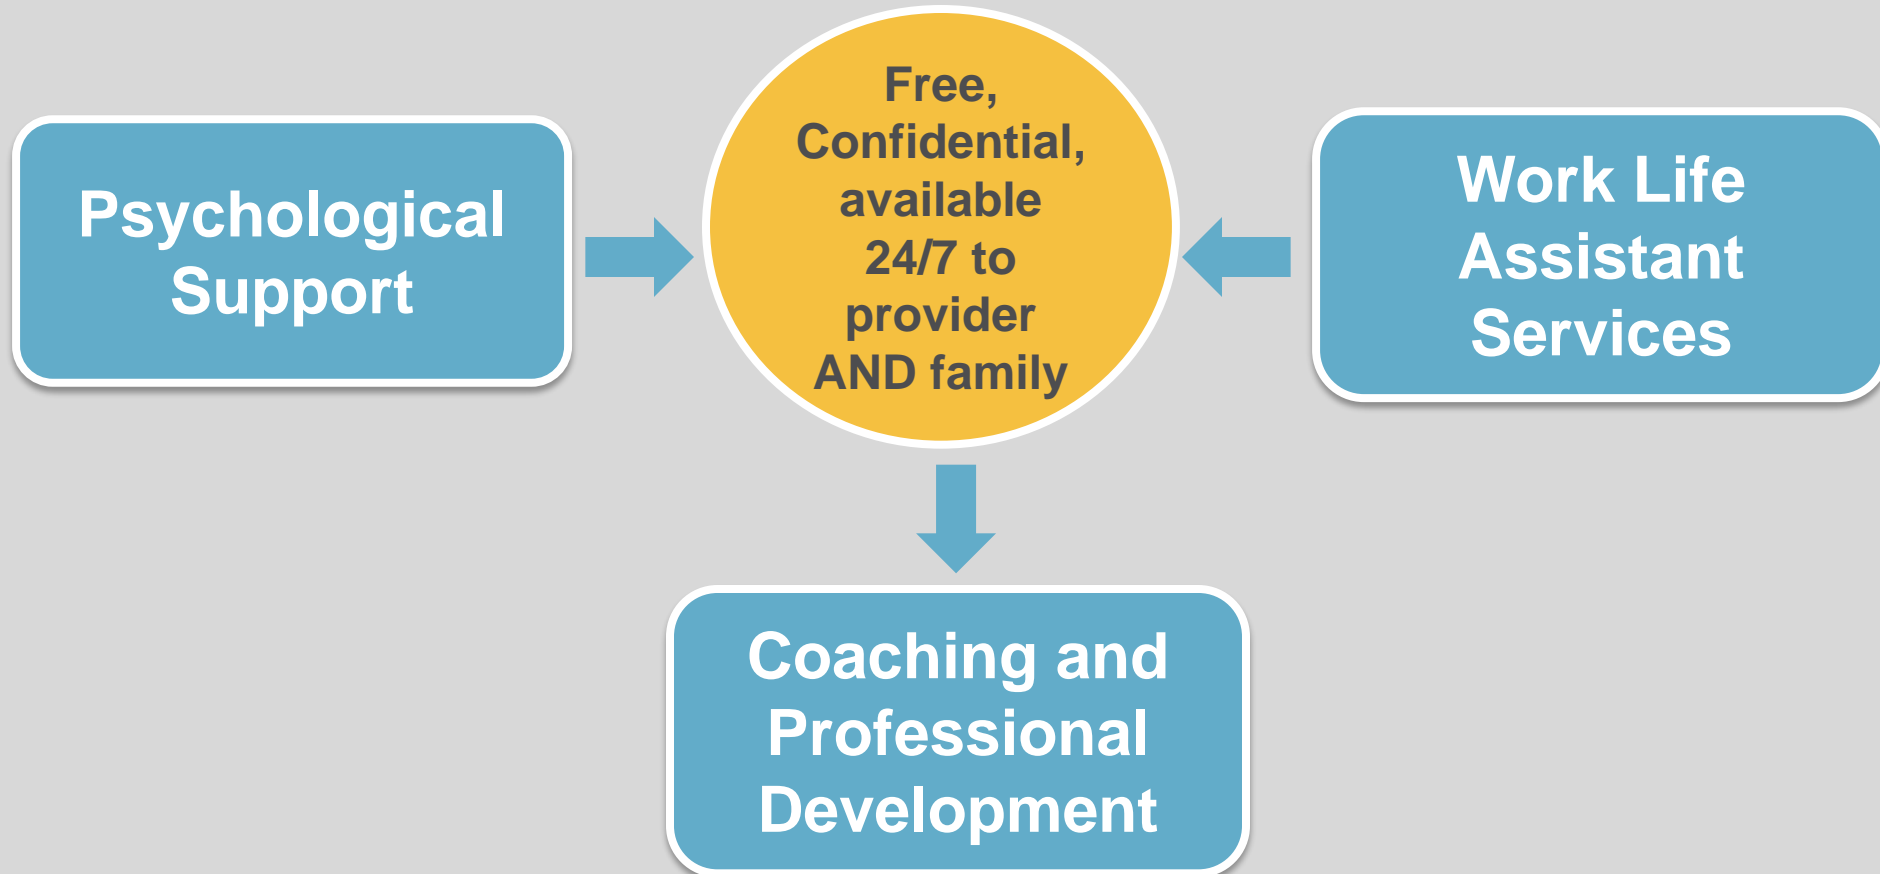 Psychological
Support
Free,
Confidential,
available
24/7 to
provider
AND family
Work Life
Assistant
Services
Coaching and
Professional
Development